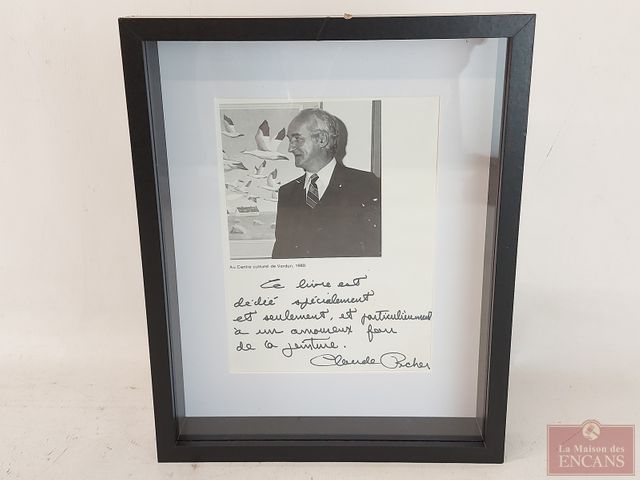 Au Centre culturel de Verdun, 1983.
Ce livre est
dédié spécialement
et seulement, et particulièrement
à un amoureux fou
de la peinture.
Claude Picher
La Maison des
ENCANS